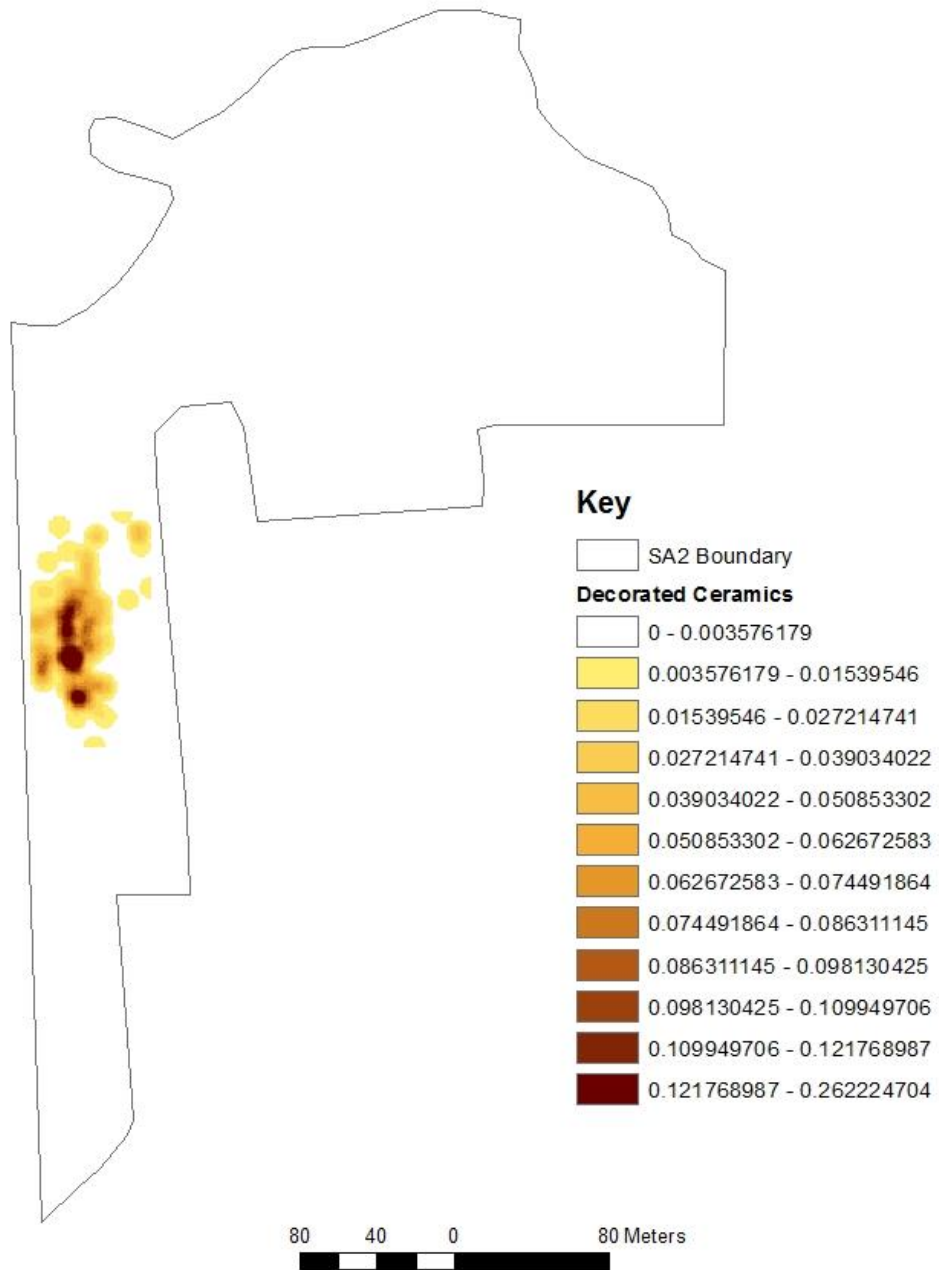 Key
SA2 Boundary
Decorated Ceramics
0 - 0.003576179
0.003576179 - 0.01539546
0.01539546 - 0.027214741
0.027214741 - 0.039034022
0.039034022 - 0.050853302
0.050853302 - 0.062672583
0.062672583 - 0.074491864
0.074491864 - 0.086311145
0.086311145 - 0.098130425
0.098130425 - 0.109949706
0.109949706 - 0.121768987
0.121768987 - 0.262224704
80 40 0 80 Meters